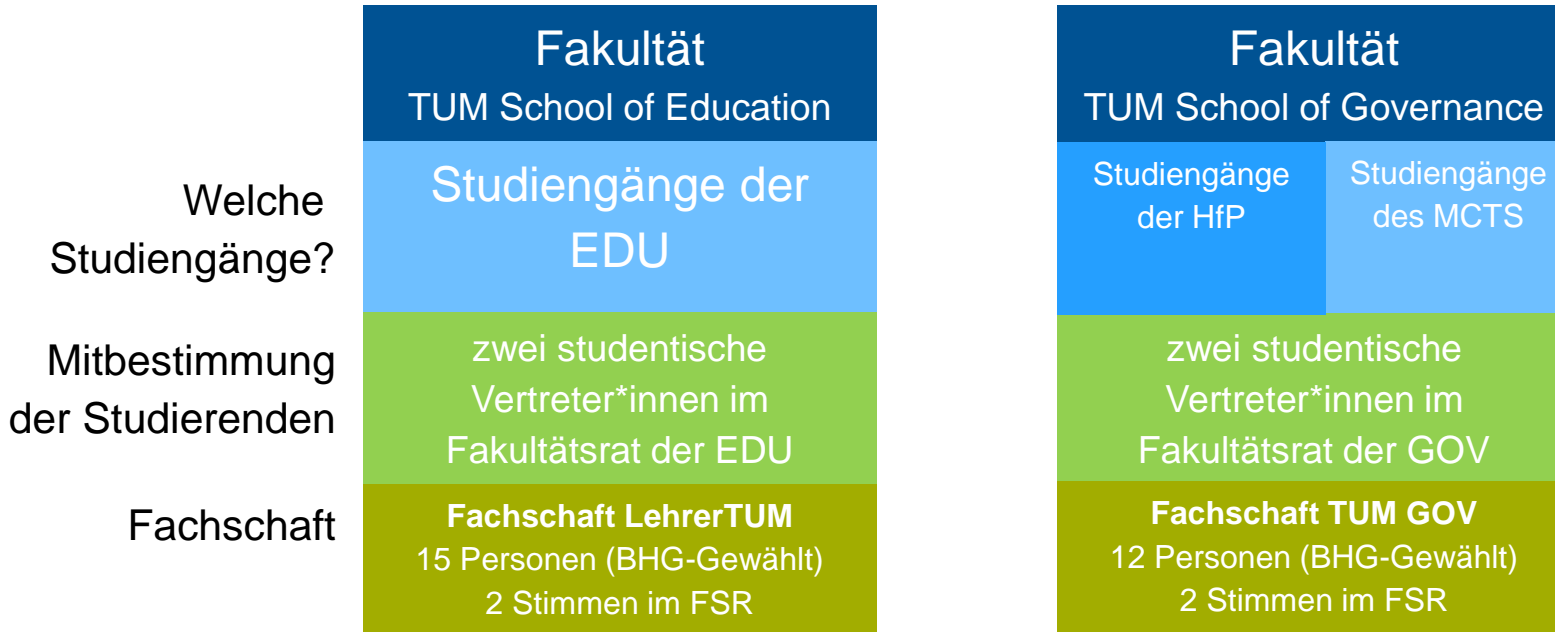 Welche
Studiengänge?
Mitbestimmung
der Studierenden
Fachschaft
Fakultät
TUM School of Education
Studiengänge der
EDU
zwei studentische
Vertreter*innen im
Fakultätsrat der EDU
Fachschaft LehrerTUM
15 Personen (BHG-Gewählt)
2 Stimmen im FSR
Fakultät
TUM School of Governance
Studiengänge
der HfP
Studiengänge
des MCTS
zwei studentische
Vertreter*innen im
Fakultätsrat der GOV
Fachschaft TUM GOV
12 Personen (BHG-Gewählt)
2 Stimmen im FSR